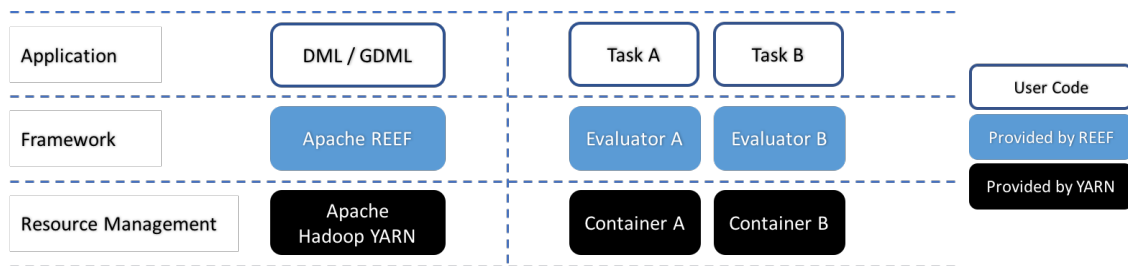 Application
DML / GDML
Task A
Task B
User Code
Framework
Apache REEF
Evaluator A
Evaluator B
Provided by REEF
Provided by YARN
Resource Management
Apache
Hadoop YARN
Container A
Container B